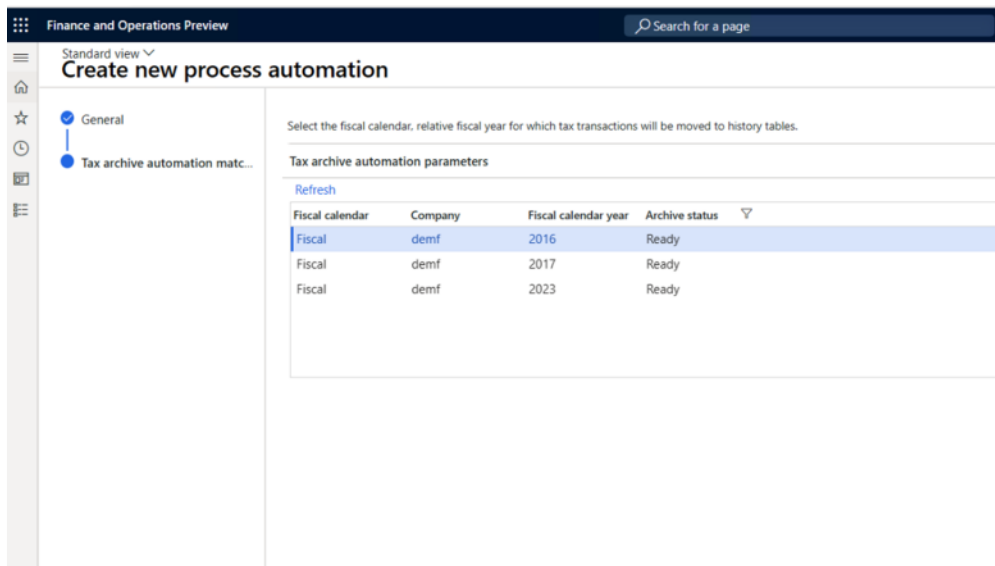 Finance and Operations Preview
Search for a page
Standard view
Create new process automation
General
Tax archive automation matc...
Select the fiscal calendar, relative fiscal year for which tax transactions will be moved to history tables.
Tax archive automation parameters
Refresh
Fiscal calendar Company Fiscal calendar year Archive status
Fiscal demf 2016 Ready
Fiscal demf 2017 Ready
Fiscal demf 2023 Ready